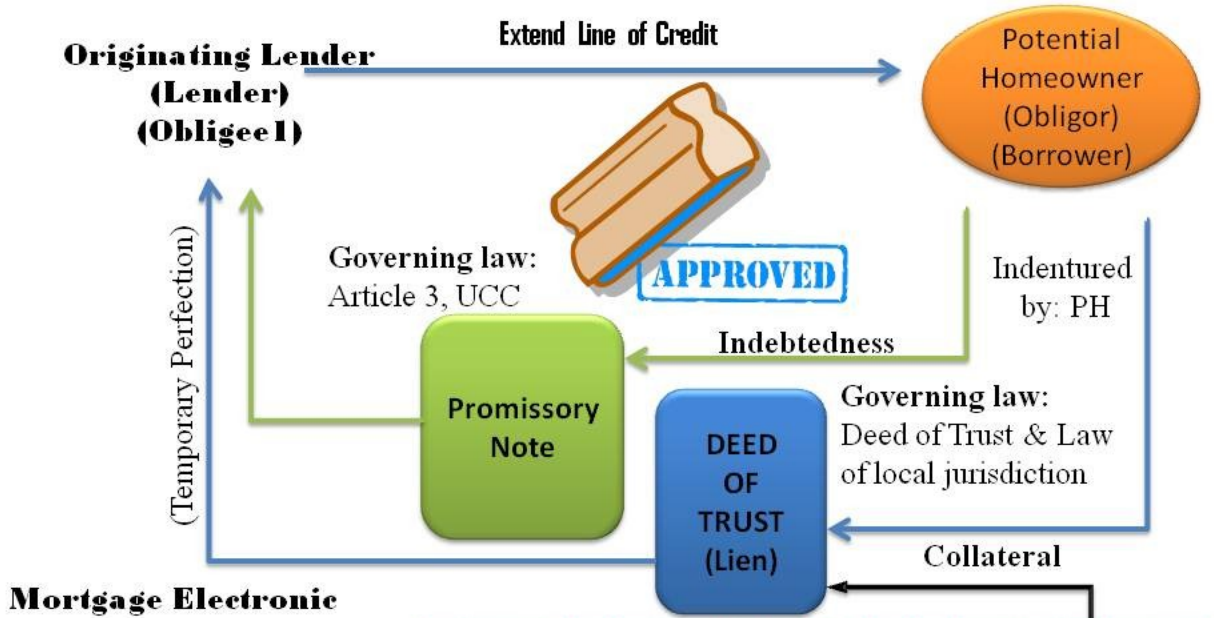 Extend Line of Credit
Originating Lender
(Lender)
(Obligee1)
Potential
Homeowner
(Obligor)
(Borrower)
APPROVED
Governing law:
Article 3, UCC
Indentured
by: PH
(Temporary Perfection)
Indebtedness
Promissory
Note
Governing law:
Deed of Trust & Law
of local jurisdiction
DEED
OF
TRUST
(Lien)
Collateral
Mortgage Electronic